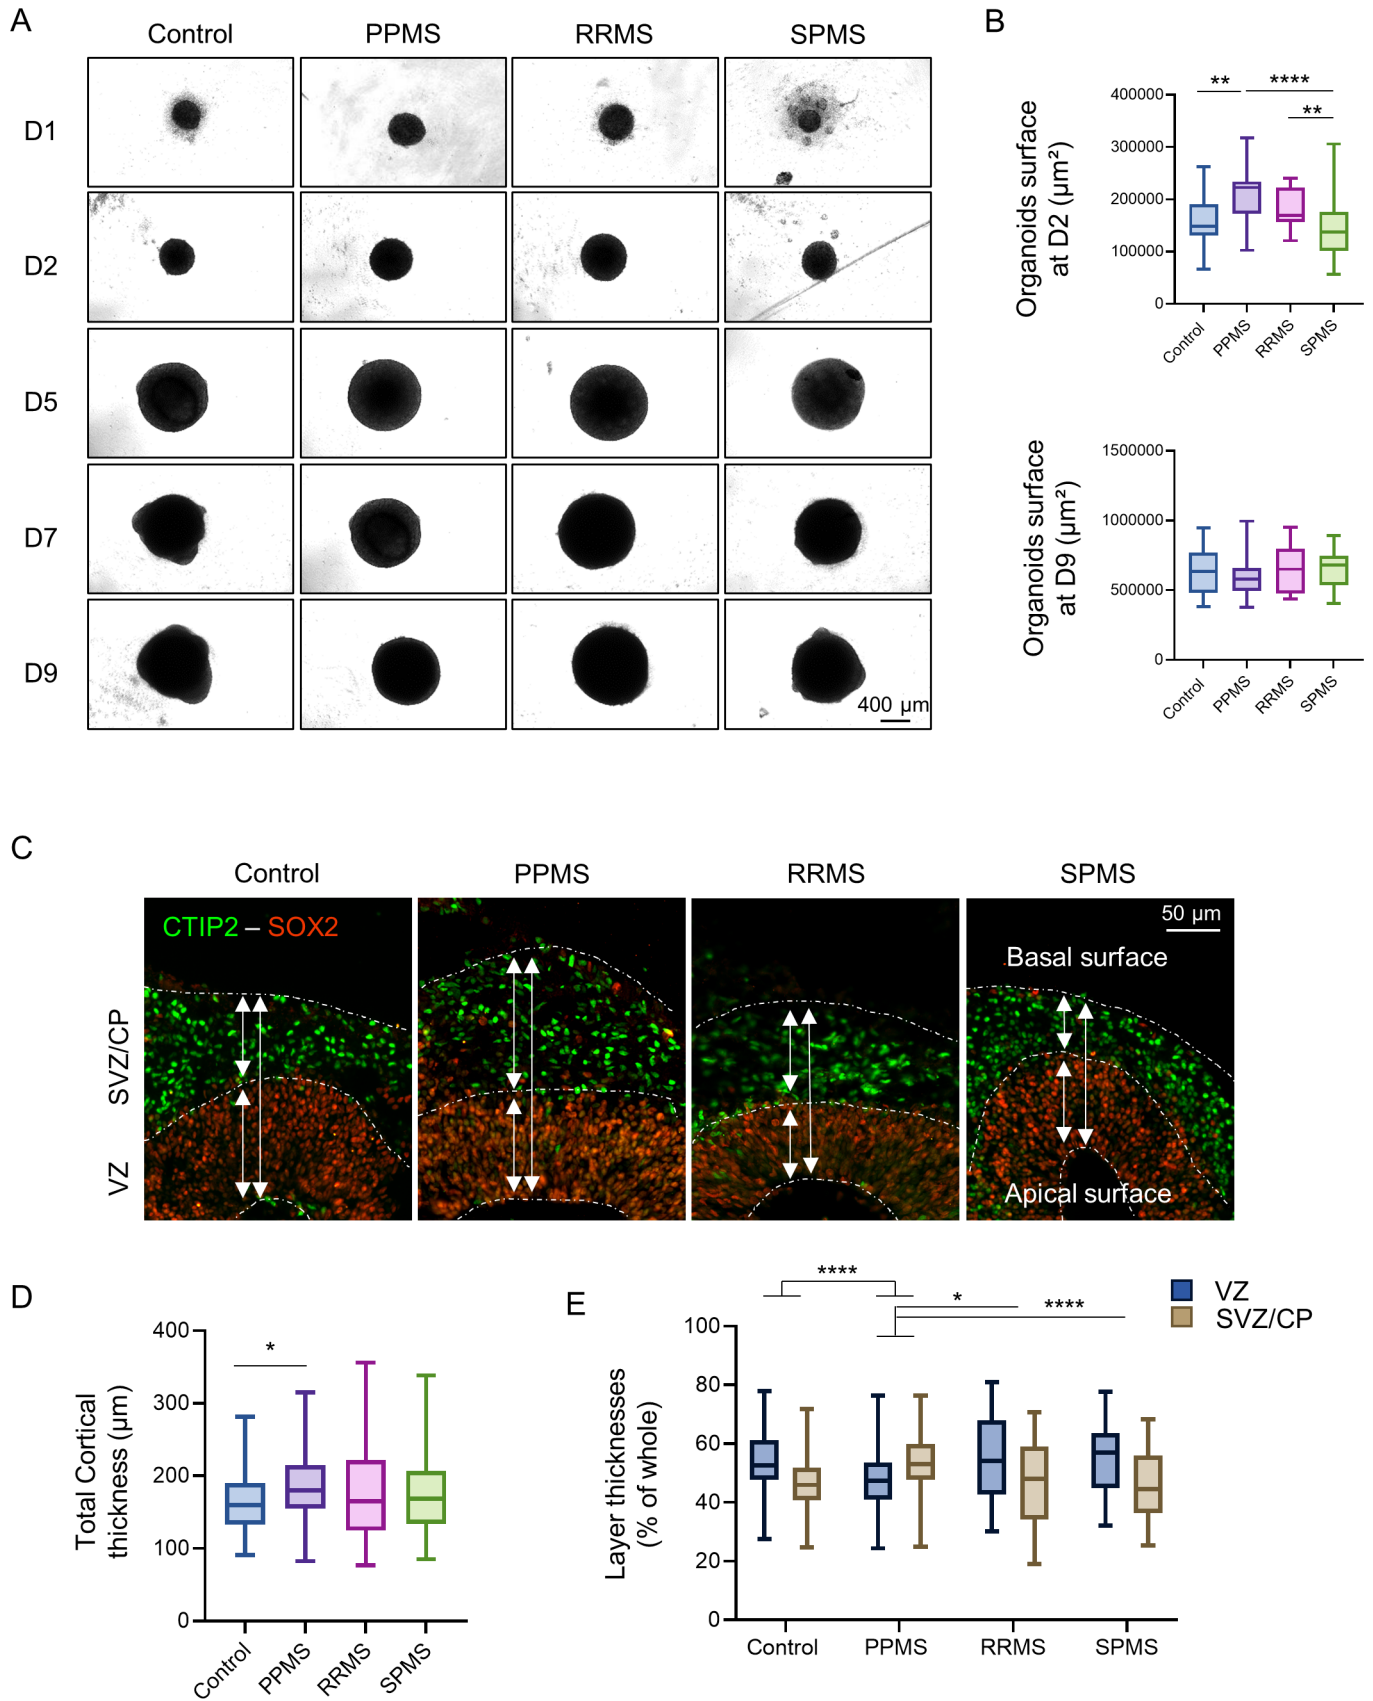 A
Control PPMS RRMS SPMS
D1
D2
D5
D7
D9
400 µm
B
Organoids surface
at D2 (µm²)
400000
300000
200000
100000
0
** ****
**
Control PPMS RRMS SPMS
Organoids surface
at D9 (µm²)
1500000
1000000
500000
0
Control PPMS RRMS SPMS
C
Control PPMS RRMS SPMS
CTIP2 – SOX2
50 µm
Basal surface
Apical surface
SVZ/CP
VZ
D
Total Cortical
thickness (µm)
400
300
200
100
0
*
Control PPMS RRMS SPMS
E
Layer thicknesses
(% of whole)
100
80
60
40
20
0
****
*
****
VZ
SVZ/CP
Control PPMS RRMS SPMS